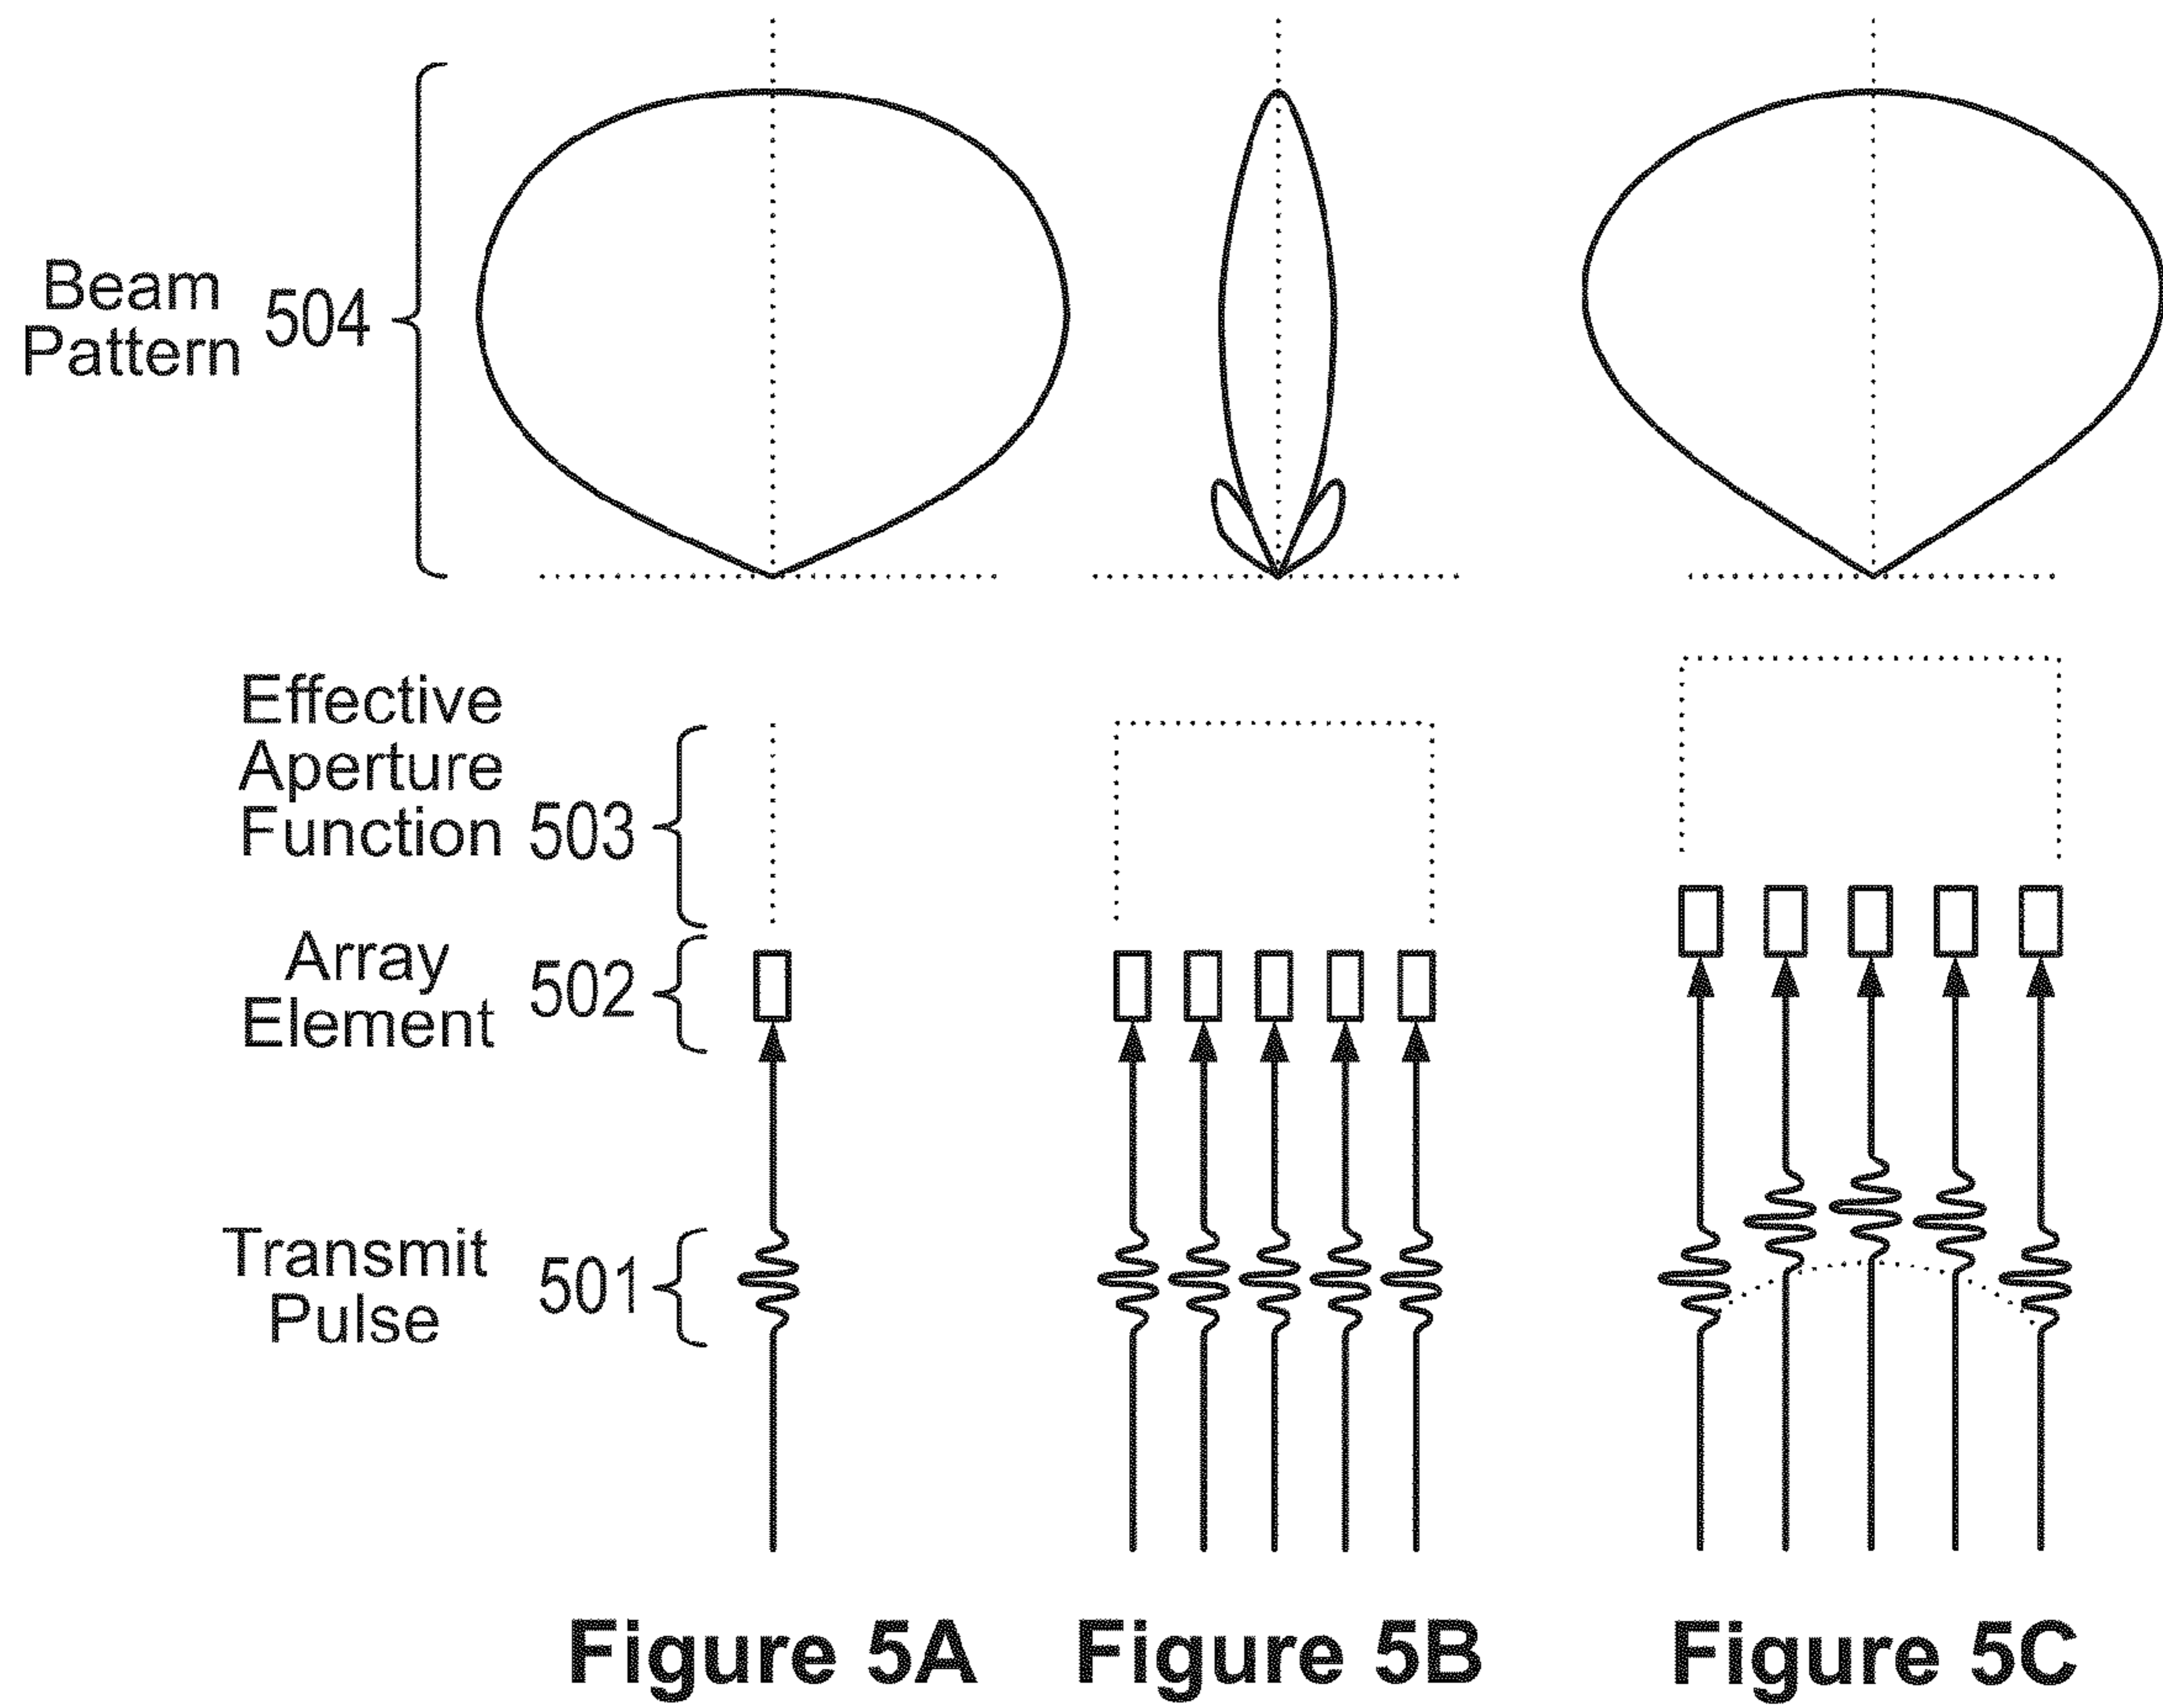 Beam
Pattern
504
Effective
Aperture
Function
503
Array
Element
502
Transmit
Pulse
501
Figure 5A
Figure 5B
Figure 5C